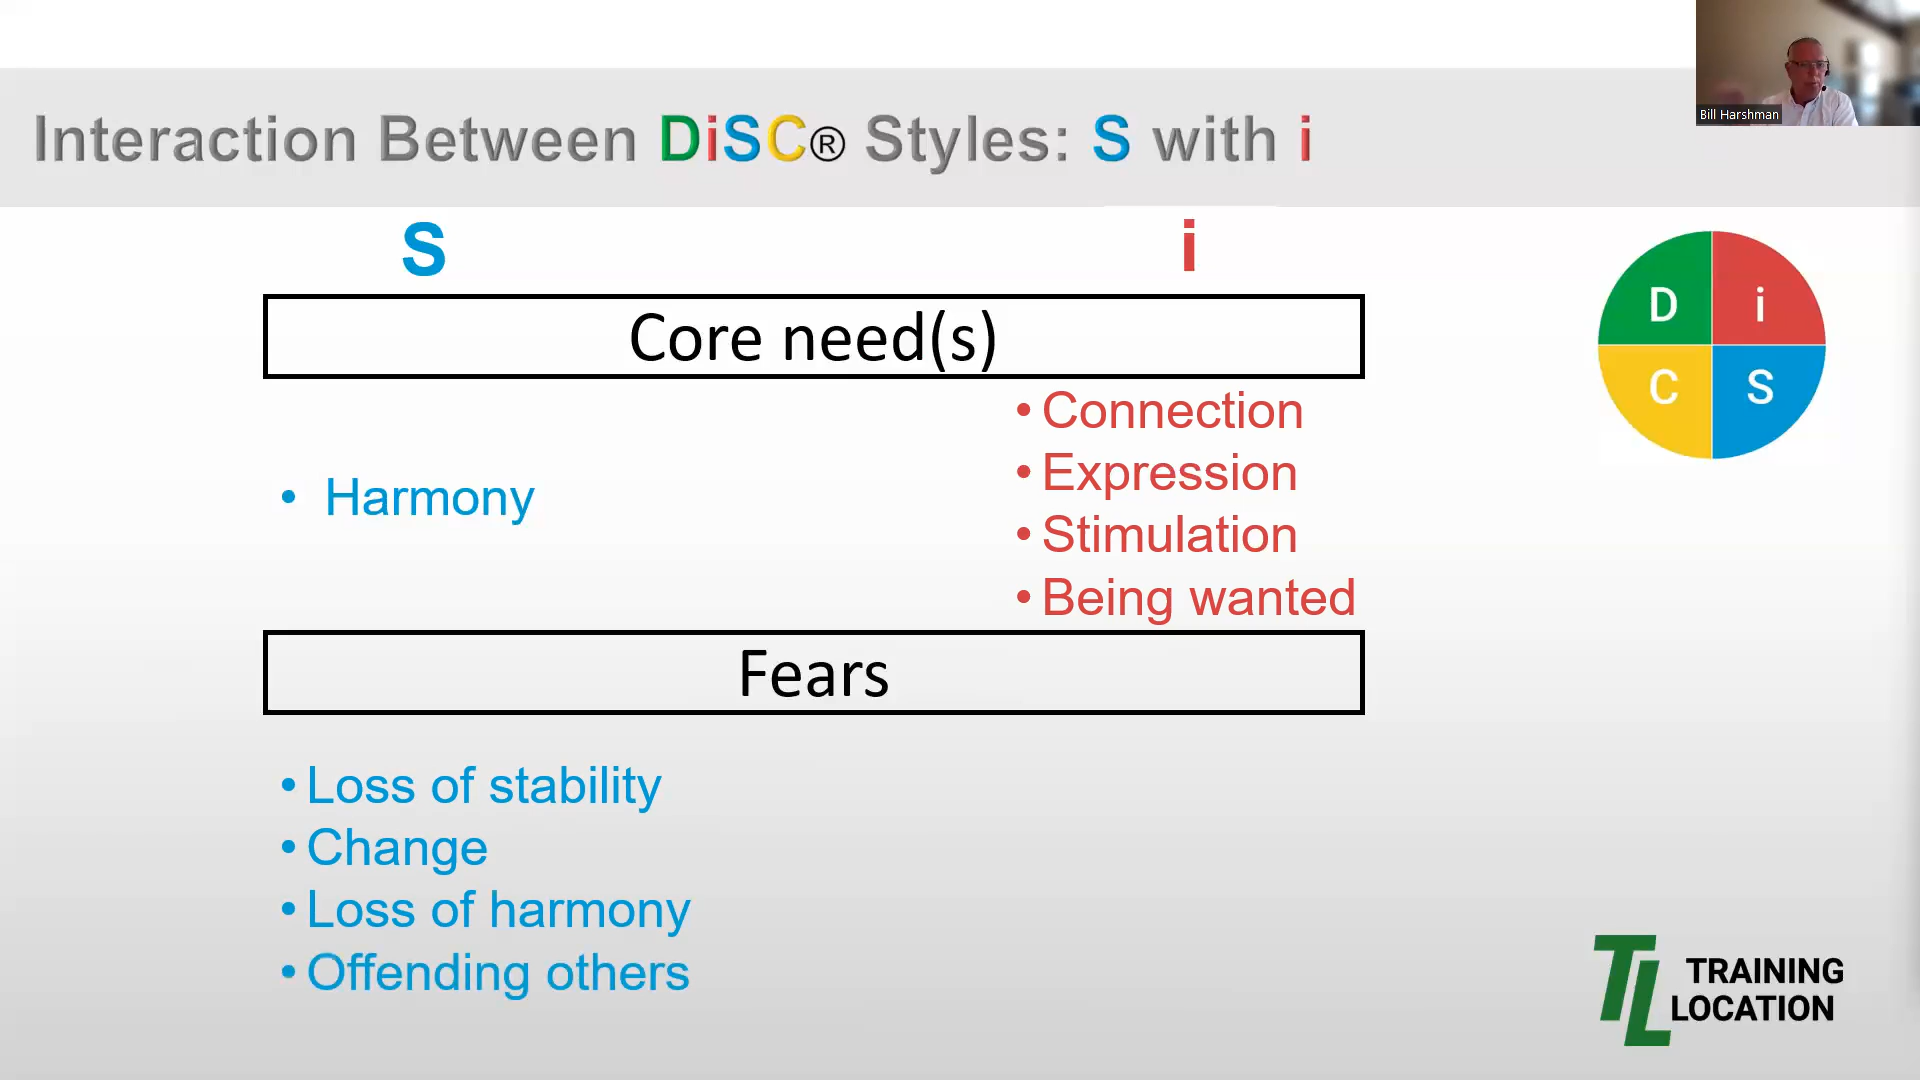 Bill Harshman
Interaction Between DiSC® Styles: S with i
S
i
Core need(s)
• Harmony
• Connection
• Expression
• Stimulation
• Being wanted
Fears
• Loss of stability
• Change
• Loss of harmony
• Offending others
D
i
C
S
TL
TRAINING
LOCATION